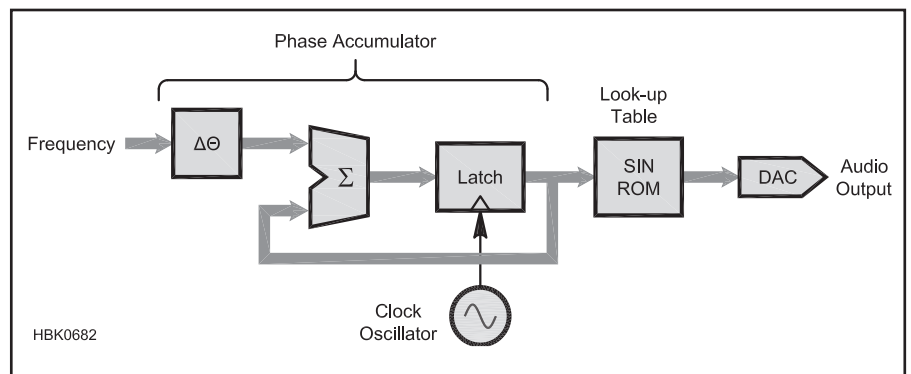 Phase Accumulator
Frequency
ΔΘ
Σ
Latch
Look-up
Table
SIN
ROM
DAC
Audio
Output
Clock
Oscillator
HBK0682